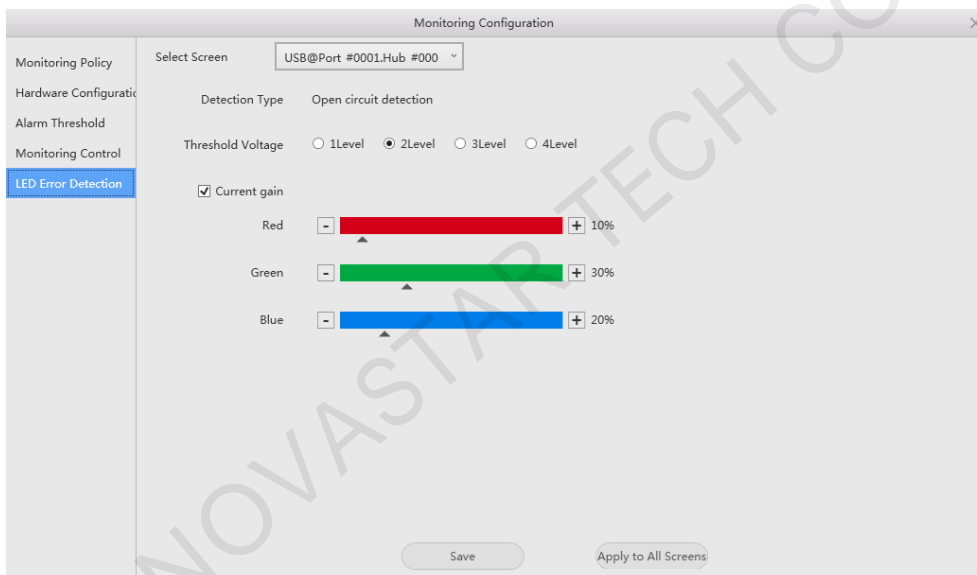 Monitoring Configuration
Monitoring Policy
Hardware Configuratic
Alarm Threshold
Monitoring Control
LED Error Detection
Select Screen USB@Port #0001.Hub #000
Detection Type Open circuit detection
Threshold Voltage 1Level 2Level 3Level 4Level
Current gain
Red - + 10%
Green - + 30%
Blue - + 20%
Save Apply to All Screens
NOVASTAR TECH CO